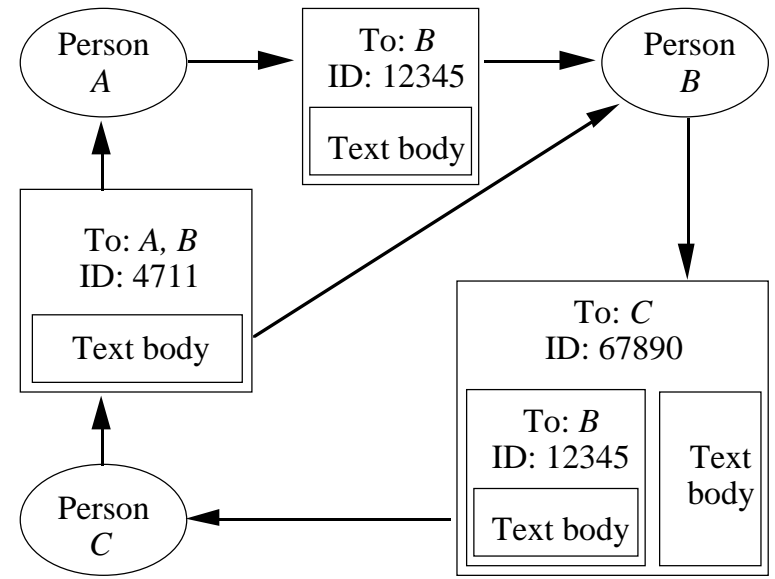 Person
A
To: B
ID: 12345
Text body
Person
B
To: A, B
ID: 4711
Text body
To: C
ID: 67890
To: B
ID: 12345
Text body
Text
body
Person
C